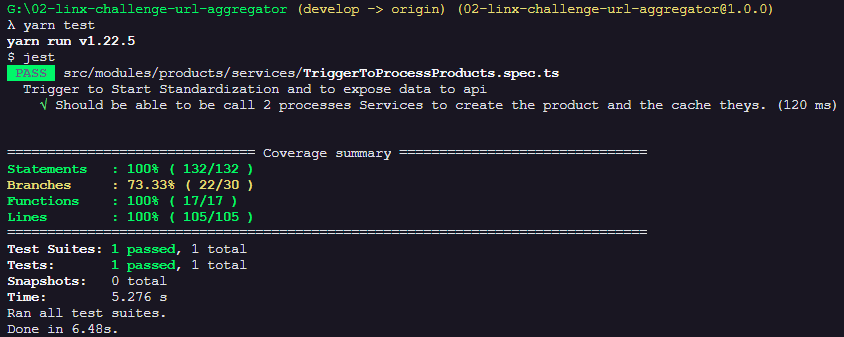 G:\02-linx-challenge-url-aggregator (develop -> origin) (02-linx-challenge-url-aggregator@1.0.0)
λ yarn test
yarn run v1.22.5
$ jest
PASS src/modules/products/services/TriggerToProcessProducts.spec.ts
Trigger to Start Standardization and to expose data to api
√ Should be able to be call 2 processes Services to create the product and the cache theys. (120 ms)
=============================== Coverage summary ===============================
Statements : 100% ( 132/132 )
Branches : 73.33% ( 22/30 )
Functions : 100% ( 17/17 )
Lines : 100% ( 105/105 )
================================================================================
Test Suites: 1 passed, 1 total
Tests: 1 passed, 1 total
Snapshots: 0 total
Time: 5.276 s
Ran all test suites.
Done in 6.48s.